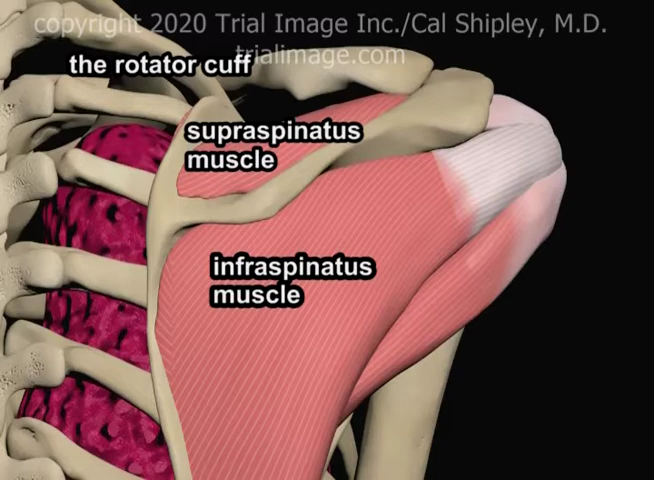 copyright 2020 Trial Image Inc./Cal Shipley, M.D.
trialimage.com
the rotator cuff
supraspinatus
muscle
infraspinatus
muscle